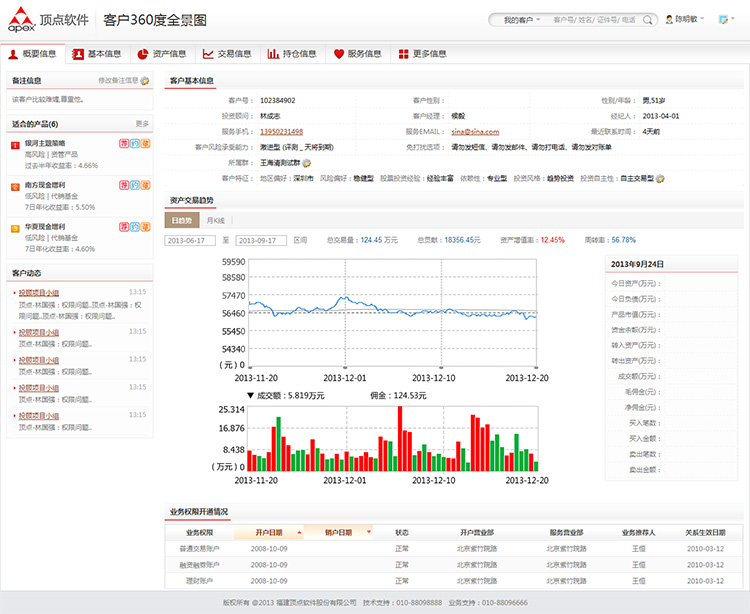 apex 顶点软件 客户360度全景图 我的客户 客户号/ 姓名/ 证件号/ 电话 陈明敏
概要信息 基本信息 资产信息 交易信息 持仓信息 服务信息 更多信息
备注信息 修改备注信息
该客户比较难缠,尊重他。
适合的产品(6) 更多
1 银河主题策略 荐
高风险 | 资管产品
过去半年收益率：4.66%
2 南方现金增利 荐
低风险 | 代销基金
7日年化收益率：5.50%
3 华夏现金增利 荐
低风险 | 代销基金
7日年化收益率：4.60%
客户动态
投顾项目小组 13:15
顶点-林国强：权限问题..顶点-林国强：权
限问题..顶点-林国强：权限问题..
投顾项目小组 13:15
顶点-林国强：权限问题..
投顾项目小组 13:15
顶点-林国强：权限问题..
投顾项目小组 13:15
顶点-林国强：权限问题..
投顾项目小组 13:15
顶点-林国强：权限问题..
客户基本信息
客户号： 102384902 客户性别： 性别/年龄： 男,51岁
投资顾问： 林成志 客户经理： 候毅 经纪人： 2013-04-01
服务手机： 13950231498 服务EMAIL： sina@sina.com 最近联系时间： 4天前
客户风险承受能力： 激进型 (评测，天将到期) 免打扰选项： 请勿发短信、请勿发邮件、请勿打电话、请勿发对账单
所属群： 王海清测试群
客户特征： 地区偏好：深圳市 风险偏好：稳健型 股票投资经验：经验丰富 依赖性：专业型 投资风格：趋势投资 投资自主性：自主交易型
资产交易趋势
日趋势 月K线
2013-06-17 至 2013-09-17 区间 总交易量：124.45 万元 总贡献：18356.45元 资产增值率：12.45% 周转率：56.78%
59590
58580
57470
56460
55450
54340
(元) 0
2013-11-20 2013-12-01 2013-12-10 2013-12-20
▼ 成交额：5.819万元 佣金：124.53元
25.314
16.876
8.438
(万元) 0
2013-11-20 2013-12-01 2013-12-10 2013-12-20
2013年9月24日
今日资产(万元)：
今日负债(万元)：
产品市值(万元)：
资金余额(万元)：
转入资产(万元)：
转出资产(万元)：
成交额(万元)：
毛佣金(元)：
净佣金(元)：
买入笔数：
买入金额：
卖出笔数：
卖出金额：
业务权限开通情况
业务权限 开户日期 销户日期 状态 开户营业部 服务营业部 业务推荐人 关系生效日期
普通交易账户 2008-10-09 正常 北京紫竹院路 北京紫竹院路 王恒 2010-03-12
融资融券账户 2008-10-09 正常 北京紫竹院路 北京紫竹院路 王恒 2010-03-12
理财账户 2008-10-09 正常 北京紫竹院路 北京紫竹院路 王恒 2010-03-12
版权所有 @2013 福建顶点软件股份有限公司 技术支持：010-88098888 业务支持：010-88096666